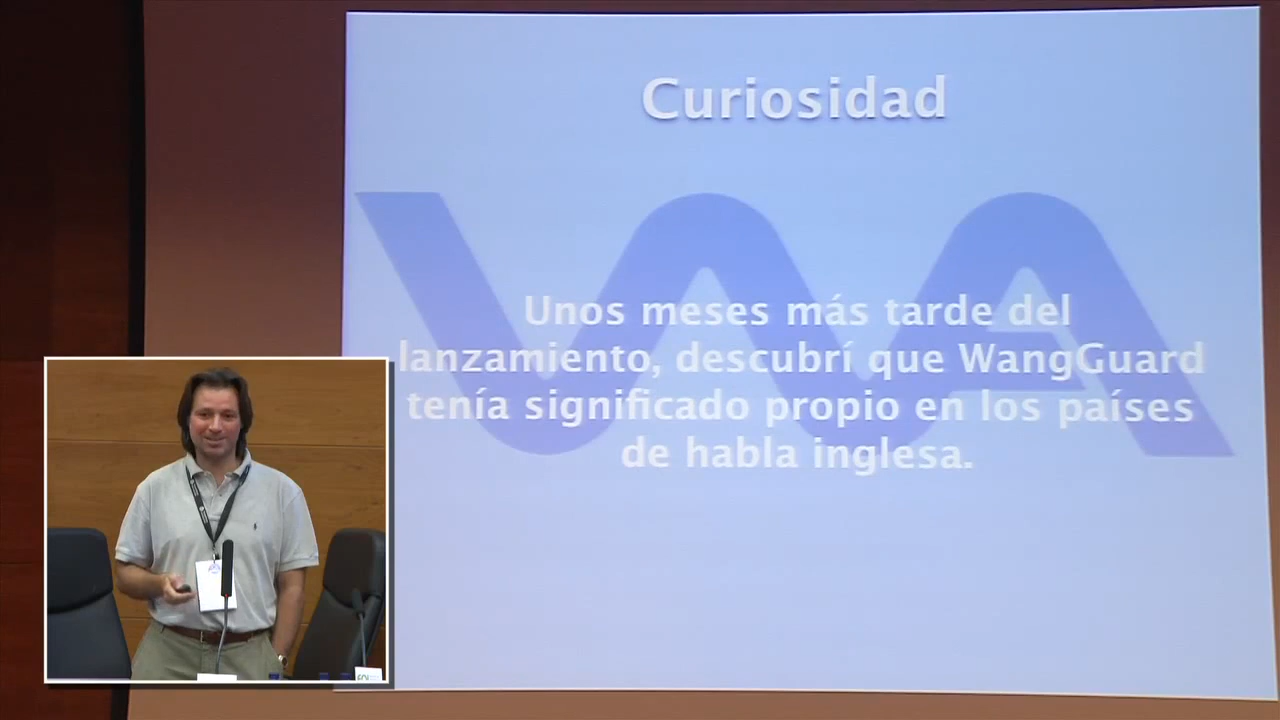 Curiosidad
Unos meses más tarde del
lanzamiento, descubrí que WangGuard
tenía significado propio en los países
de habla inglesa.
EOI